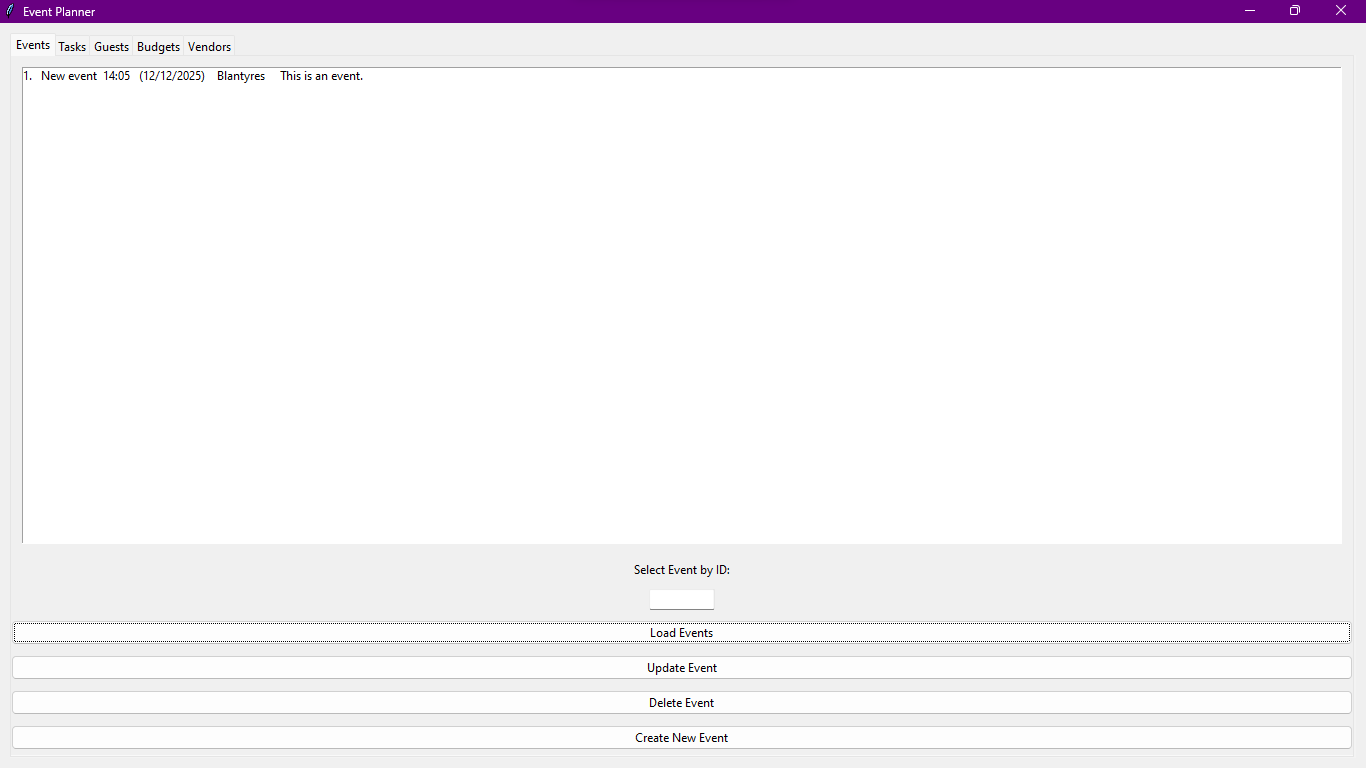 Event Planner
Events Tasks Guests Budgets Vendors
1. New event 14:05 (12/12/2025) Blantyres This is an event.
Select Event by ID:
Load Events
Update Event
Delete Event
Create New Event